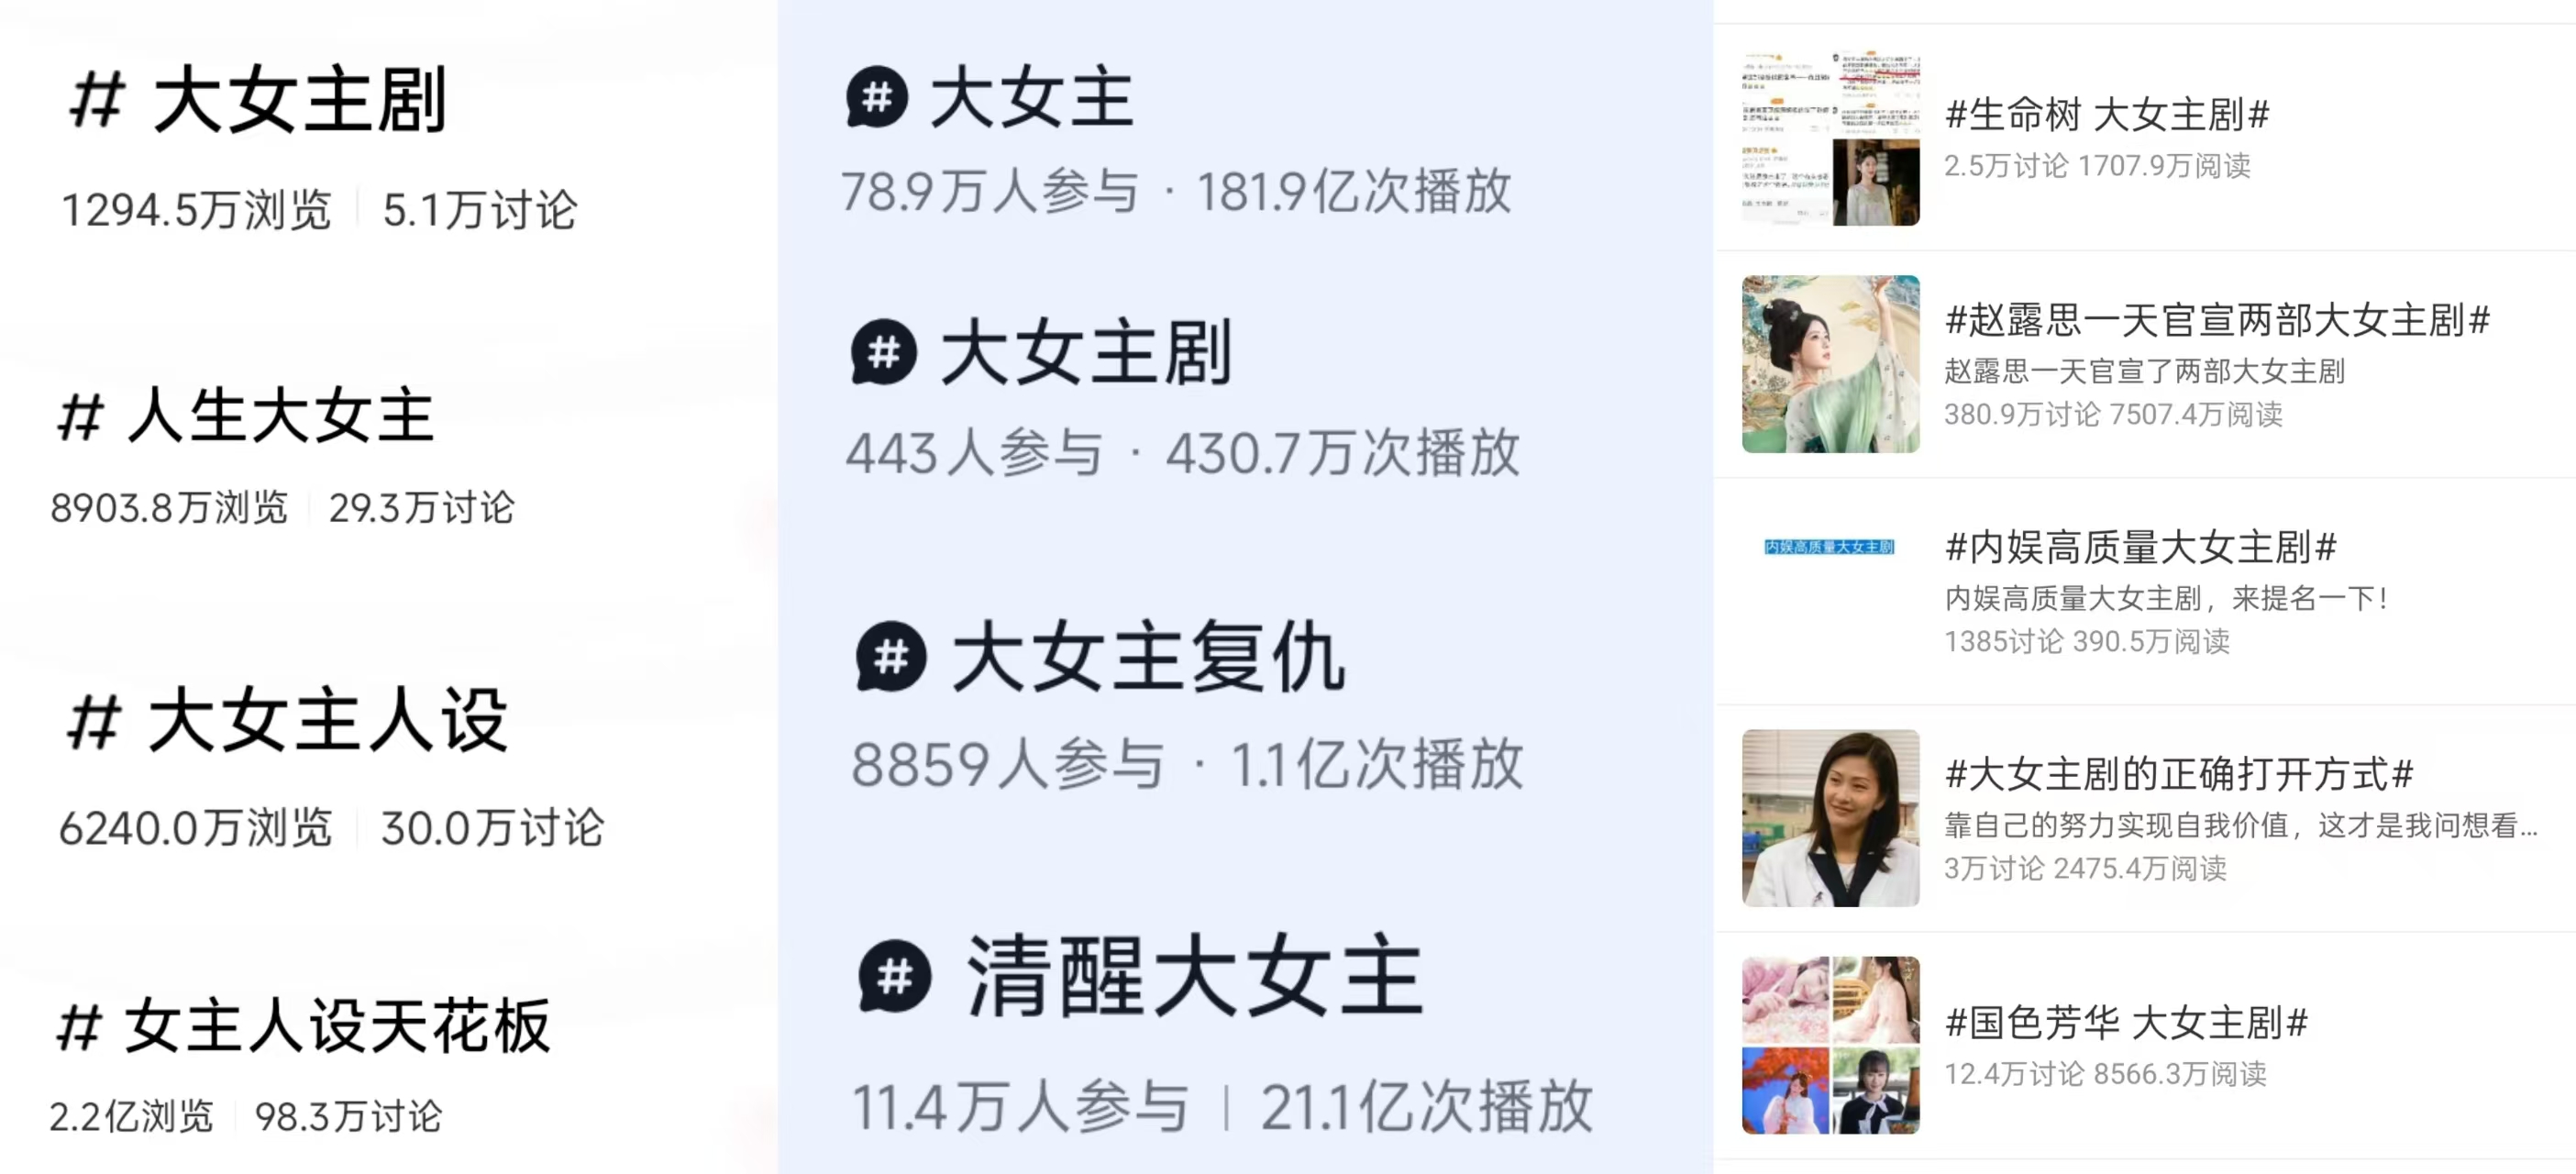 # 大女主剧
1294.5万浏览 5.1万讨论
# 人生大女主
8903.8万浏览 29.3万讨论
# 大女主人设
6240.0万浏览 30.0万讨论
# 女主人设天花板
2.2亿浏览 98.3万讨论
# 大女主
78.9万人参与 · 181.9亿次播放
# 大女主剧
443人参与 · 430.7万次播放
# 大女主复仇
8859人参与 · 1.1亿次播放
# 清醒大女主
11.4万人参与 | 21.1亿次播放
#生命树 大女主剧#
2.5万讨论 1707.9万阅读
#赵露思一天官宣两部大女主剧#
赵露思一天官宣了两部大女主剧
380.9万讨论 7507.4万阅读
内娱高质量大女主剧
#内娱高质量大女主剧#
内娱高质量大女主剧，来提名一下！
1385讨论 390.5万阅读
#大女主剧的正确打开方式#
靠自己的努力实现自我价值，这才是我问想看...
3万讨论 2475.4万阅读
#国色芳华 大女主剧#
12.4万讨论 8566.3万阅读